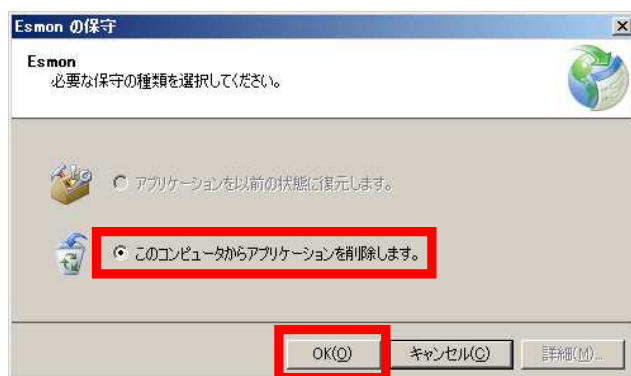 Esmon の保守
Esmon
必要な保守の種類を選択してください。
アプリケーションを以前の状態に復元します。
このコンピュータからアプリケーションを削除します。
OK(O)
キャンセル(C)
詳細(M)...